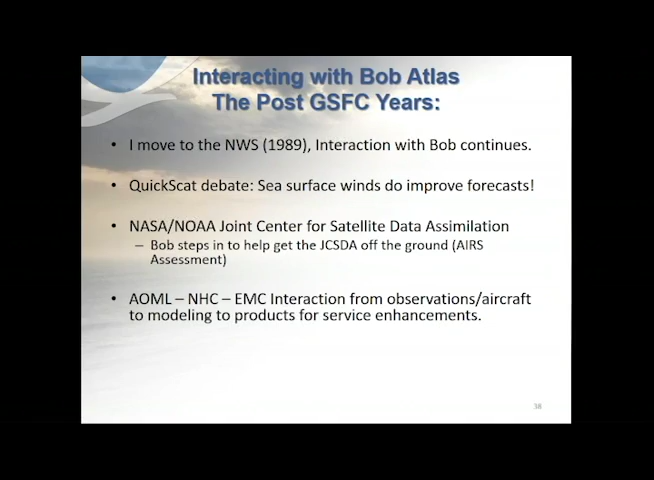 Interacting with Bob Atlas
The Post GSFC Years:
• I move to the NWS (1989), Interaction with Bob continues.
• QuickScat debate: Sea surface winds do improve forecasts!
• NASA/NOAA Joint Center for Satellite Data Assimilation
– Bob steps in to help get the JCSDA off the ground (AIRS
Assessment)
• AOML – NHC – EMC Interaction from observations/aircraft
to modeling to products for service enhancements.
38